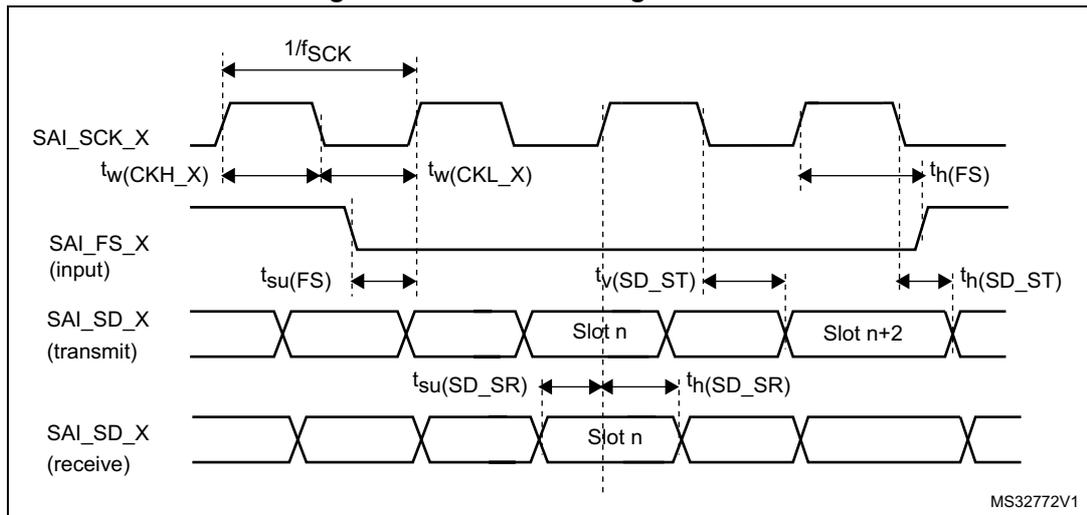 1/fSCK
SAI_SCK_X
tw(CKH_X)
tw(CKL_X)
th(FS)
SAI_FS_X
(input)
tsu(FS)
tv(SD_ST)
th(SD_ST)
SAI_SD_X
(transmit)
Slot n
Slot n+2
tsu(SD_SR)
th(SD_SR)
SAI_SD_X
(receive)
Slot n
MS32772V1